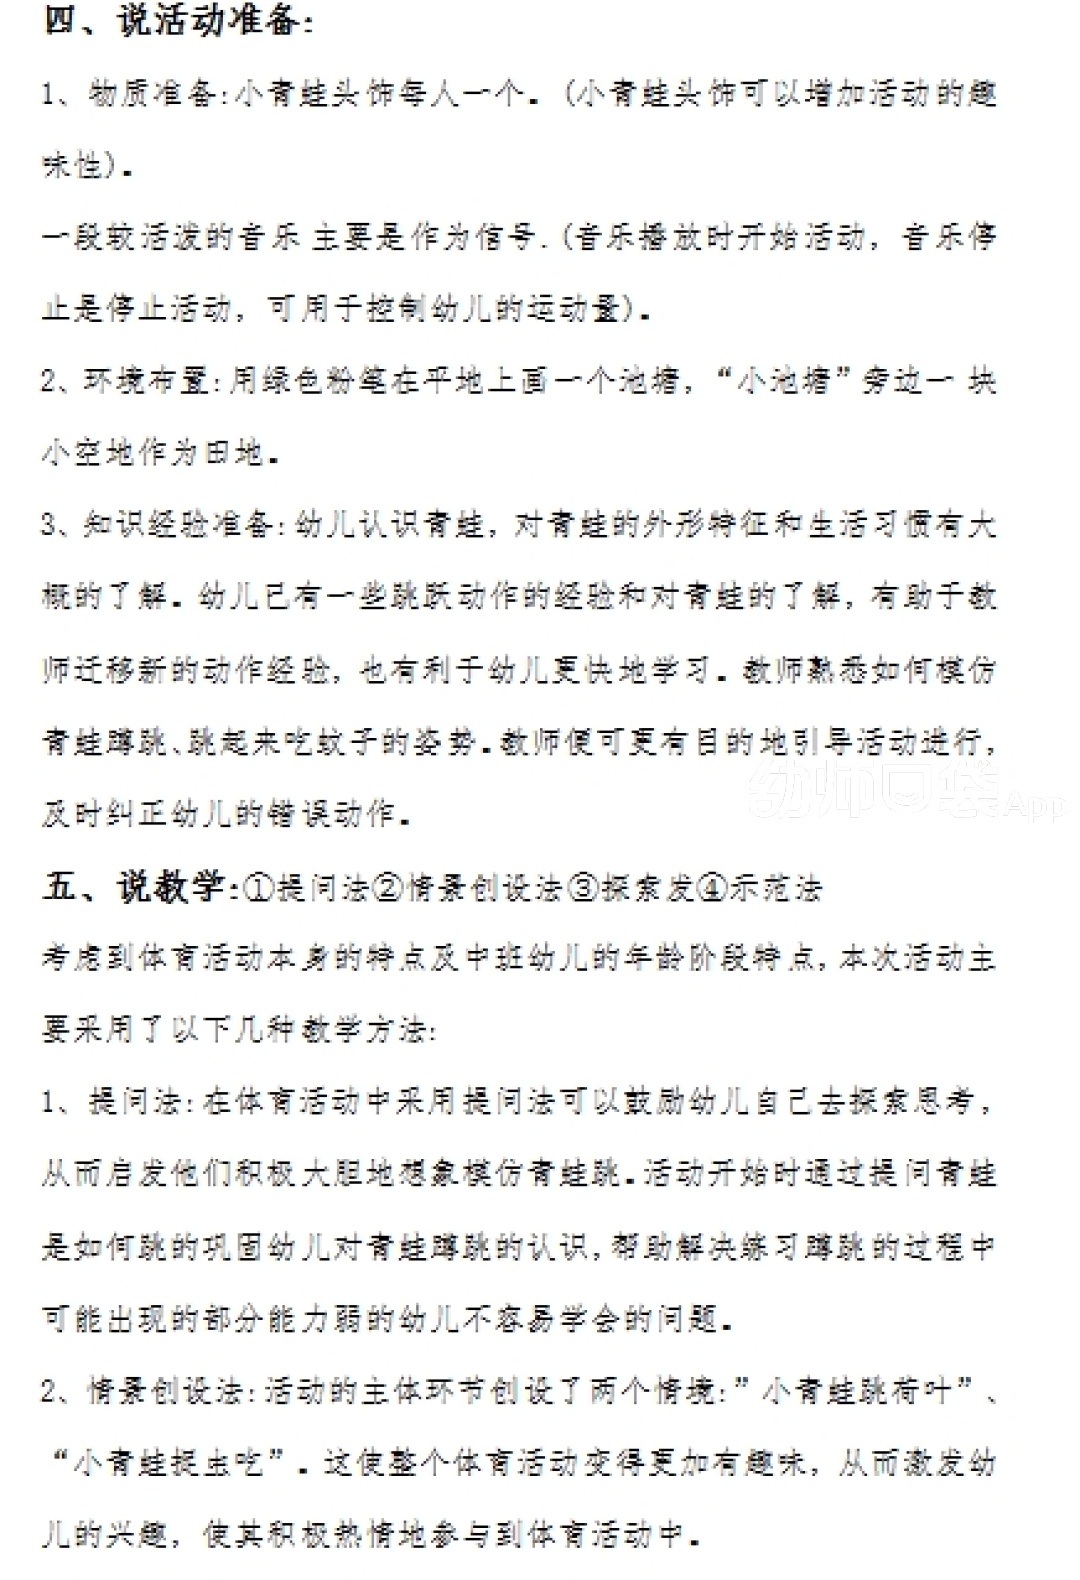 四、说活动准备:
1、物质准备:小青蛙头饰每人一个。(小青蛙头饰可以增加活动的趣
味性)。
一段较活泼的音乐 主要是作为信号.(音乐播放时开始活动，音乐停
止是停止活动，可用于控制幼儿的运动量)。
2、环境布置:用绿色粉笔在平地上画一个池塘，“小池塘”旁边一 块
小空地作为田地。
3、知识经验准备:幼儿认识青蛙，对青蛙的外形特征和生活习惯有大
概的了解。幼儿已有一些跳跃动作的经验和对青蛙的了解，有助于教
师迁移新的动作经验，也有利于幼儿更快地学习。教师熟悉如何模仿
青蛙蹲跳、跳起来吃蚊子的姿势。教师便可更有目的地引导活动进行，
及时纠正幼儿的错误动作。
幼师口袋App
五、说教学:①提问法②情景创设法③探索发④示范法
考虑到体育活动本身的特点及中班幼儿的年龄阶段特点，本次活动主
要采用了以下几种教学方法:
1、提问法:在体育活动中采用提问法可以鼓励幼儿自己去探索思考，
从而启发他们积极大胆地想象模仿青蛙跳。活动开始时通过提问青蛙
是如何跳的巩固幼儿对青蛙蹲跳的认识，帮助解决练习蹲跳的过程中
可能出现的部分能力弱的幼儿不容易学会的问题。
2、情景创设法:活动的主体环节创设了两个情境:”小青蛙跳荷叶”、
“小青蛙捉虫吃”。这使整个体育活动变得更加有趣味，从而激发幼
儿的兴趣，使其积极热情地参与到体育活动中。